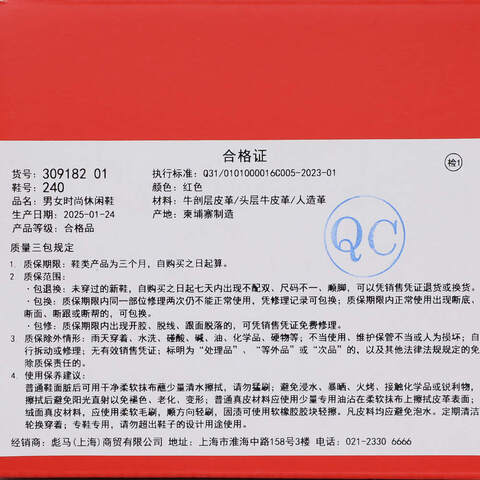 合格证
检1
货号: 309182 01 执行标准: Q31/0101000016C005-2023-01
鞋号: 240 颜色: 红色
品名: 男女时尚休闲鞋 材料: 牛剖层皮革/头层牛皮革/人造革
生产日期: 2025-01-24 产地: 柬埔寨制造
产品等级: 合格品
QC
质量三包规定
1. 质保期限: 鞋类产品为三个月, 自购买之日起算。
2. 质保范围:
·包退换: 未穿过的新鞋, 自购买之日起七天内出现不配双、尺码不一、顺脚, 可以凭销售凭证退货或换货。
·包换: 质保期限内同一部位修理两次仍不能正常使用, 凭修理记录可包换; 质保期限内正常使用出现断底、
断面、断跟或断帮的, 可包换。
·包修: 质保期限内出现开胶、脱线、跟面脱落的, 可凭销售凭证免费修理。
3. 质保除外情形: 雨天穿着、水洗、碰酸、碱、油、化学品、硬物等; 不当使用、维护保管不当或人为损坏; 自
行拆动或修理; 无有效销售凭证; 标明为“处理品”、“等外品”或“次品”的, 以及其他法律法规规定的免
除质保责任的。
4. 使用保养建议:
普通鞋面脏后可用干净柔软抹布蘸少量清水擦拭, 请勿猛刷; 避免浸水、暴晒、火烤、接触化学品或锐利物,
擦拭后避免阳光直射以免褪色、老化、变形; 普通真皮材料应使用少量专用油沾在柔软抹布上擦拭皮革表面;
绒面真皮材料, 应使用柔软毛刷, 顺方向轻刷, 固渍可使用软橡胶胶块轻擦。凡皮料均应避免泡水。定期清洁
轮换穿着; 专鞋专用, 请勿超出鞋子的设计用途使用。
经销商: 彪马(上海)商贸有限公司 地址: 上海市淮海中路158号3楼 电话: 021-2330 6666